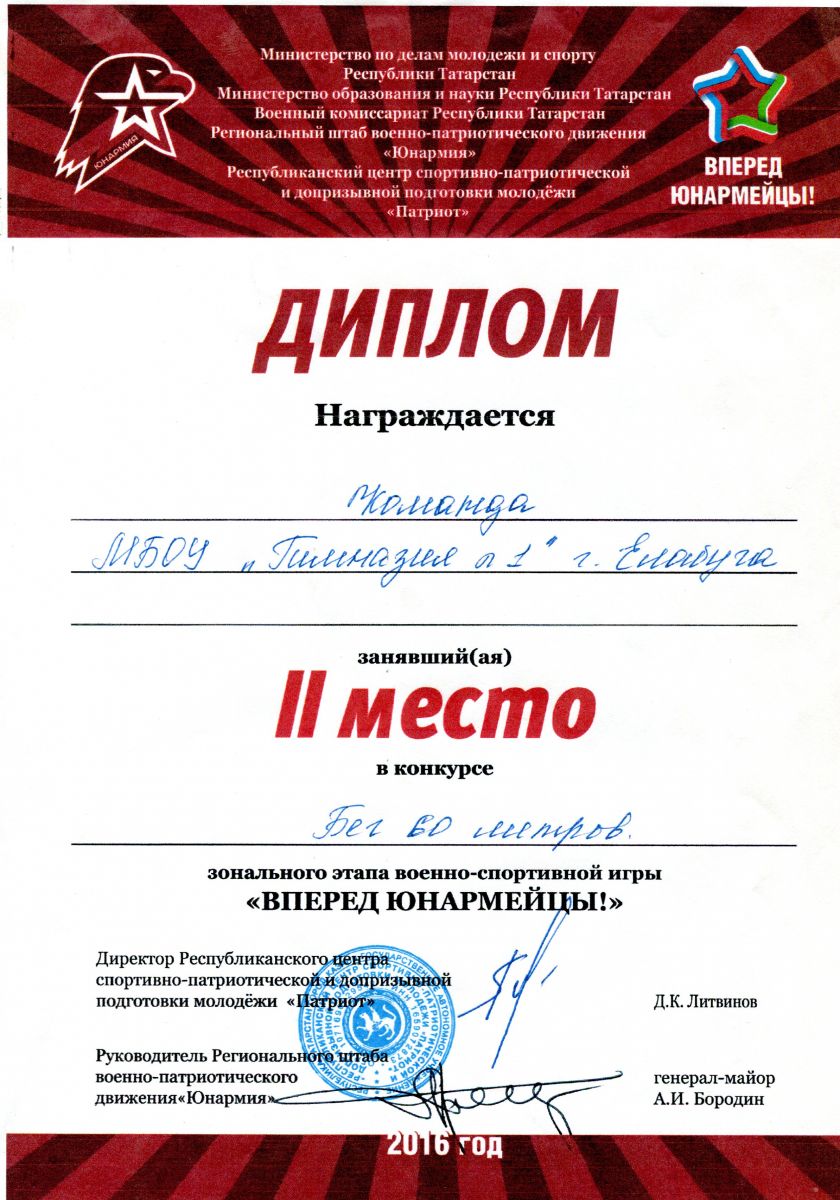 Министерство по делам молодежи и спорту
Республики Татарстан
Министерство образования и науки Республики Татарстан
Военный комиссариат Республики Татарстан
Региональный штаб военно-патриотического движения
«Юнармия»
Республиканский центр спортивно-патриотической
и допризывной подготовки молодёжи
«Патриот»
ЮНАРМИЯ
ВПЕРЕД
ЮНАРМЕЙЦЫ!
ДИПЛОМ
Награждается
Команда
МБОУ "Гимназия №1" г. Елабуга
занявший(ая)
II место
в конкурсе
Бег 60 метров.
зонального этапа военно-спортивной игры
«ВПЕРЕД ЮНАРМЕЙЦЫ!»
Директор Республиканского центра
спортивно-патриотической и допризывной
подготовки молодёжи «Патриот»
Д.К. Литвинов
Руководитель Регионального штаба
военно-патриотического
движения«Юнармия»
генерал-майор
А.И. Бородин
2016 год